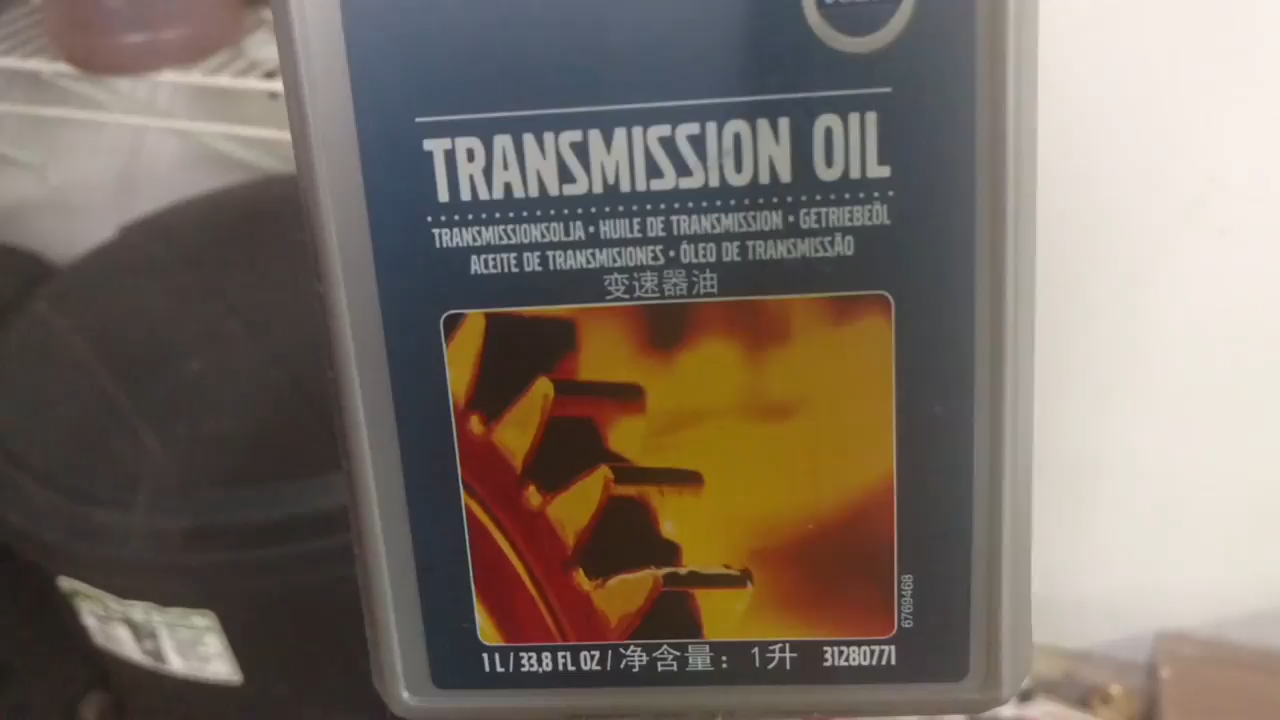 TRANSMISSION OIL
TRANSMISSIONSOLJA • HUILE DE TRANSMISSION • GETRIEBEÖL
ACEITE DE TRANSMISIONES • ÓLEO DE TRANSMISSÃO
变速器油
6769468
1 L / 33,8 FL OZ / 净含量：1升 31280771